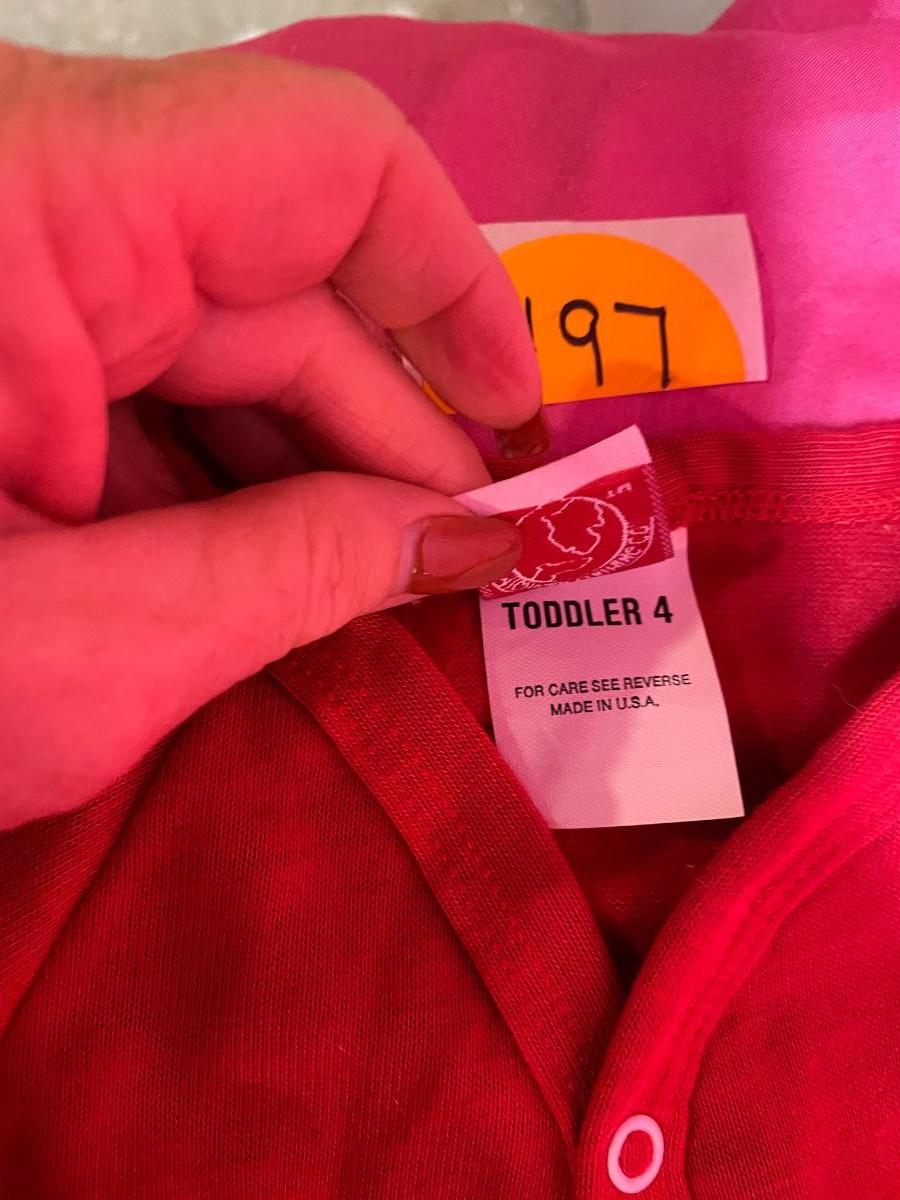 197
TODDLER 4
FOR CARE SEE REVERSE
MADE IN U.S.A.